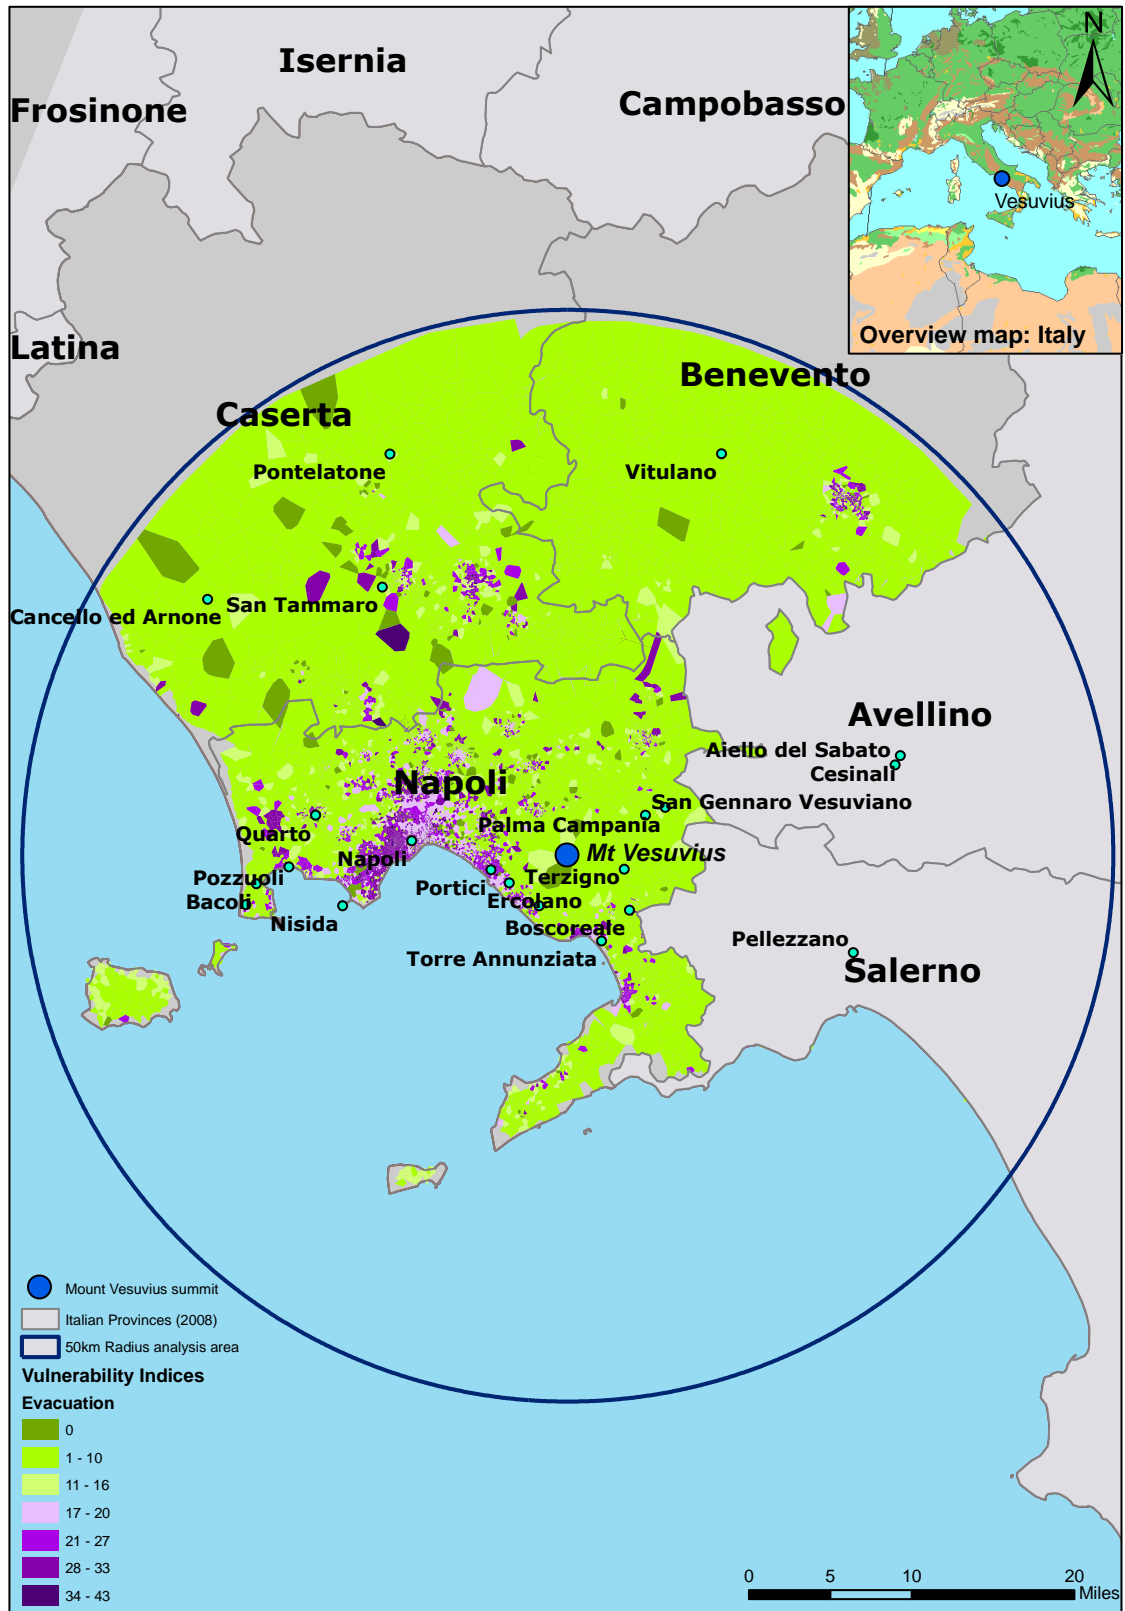 Isernia
Frosinone
Campobasso
N
Vesuvius
Overview map: Italy
Latina
Benevento
Caserta
Pontelatone
Vitulano
San Tammaro
Cancello ed Arnone
Avellino
Aiello del Sabato
Cesinali
Napoli
San Gennaro Vesuviano
Palma Campania
Quarto
Napoli
Mt Vesuvius
Pozzuoli
Portici
Terzigno
Bacoli
Ercolano
Nisida
Boscoreale
Torre Annunziata
Pellezzano
Salerno
Mount Vesuvius summit
Italian Provinces (2008)
50km Radius analysis area
Vulnerability Indices
Evacuation
0
1 - 10
11 - 16
17 - 20
21 - 27
28 - 33
34 - 43
0 5 10 20
Miles